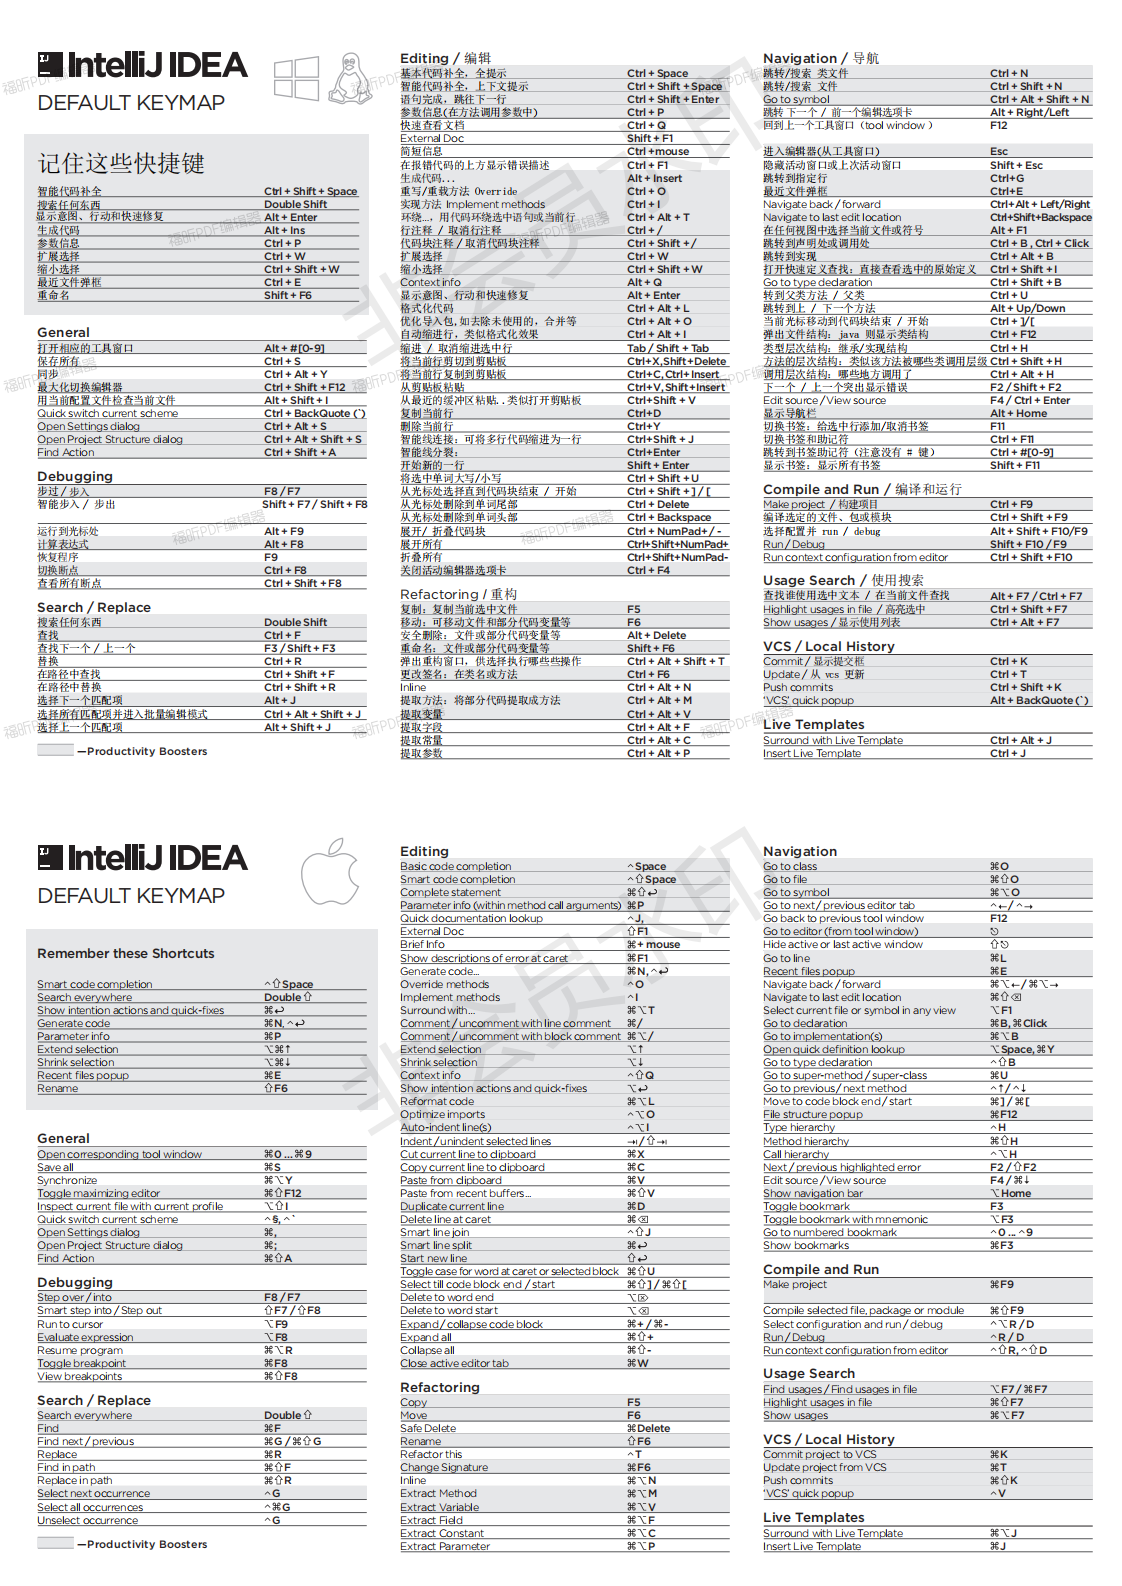 IntelliJ IDEA
DEFAULT KEYMAP
记住这些快捷键
智能代码补全 Ctrl + Shift + Space
搜索任何东西 Double Shift
显示意图、行动和快速修复 Alt + Enter
生成代码 Alt + Ins
参数信息 Ctrl + P
扩展选择 Ctrl + W
缩小选择 Ctrl + Shift + W
最近文件弹框 Ctrl + E
重命名 Shift + F6
General
打开相应的工具窗口 Alt + #[0-9]
保存所有 Ctrl + S
同步 Ctrl + Alt + Y
最大化切换编辑器 Ctrl + Shift + F12
用当前配置文件检查当前文件 Alt + Shift + I
Quick switch current scheme Ctrl + BackQuote (`)
Open Settings dialog Ctrl + Alt + S
Open Project Structure dialog Ctrl + Alt + Shift + S
Find Action Ctrl + Shift + A
Debugging
步过 / 步入 F8 / F7
智能步入 / 步出 Shift + F7 / Shift + F8
运行到光标处 Alt + F9
计算表达式 Alt + F8
恢复程序 F9
切换断点 Ctrl + F8
查看所有断点 Ctrl + Shift + F8
Search / Replace
搜索任何东西 Double Shift
查找 Ctrl + F
查找下一个 / 上一个 F3 / Shift + F3
替换 Ctrl + R
在路径中查找 Ctrl + Shift + F
在路径中替换 Ctrl + Shift + R
选择下一个匹配项 Alt + J
选择所有匹配项并进入批量编辑模式 Ctrl + Alt + Shift + J
选择上一个匹配项 Alt + Shift + J
—Productivity Boosters
Editing / 编辑
基本代码补全, 全提示 Ctrl + Space
智能代码补全, 上下文提示 Ctrl + Shift + Space
语句完成, 跳往下一行 Ctrl + Shift + Enter
参数信息(在方法调用参数中) Ctrl + P
快速查看文档 Ctrl + Q
External Doc Shift + F1
简短信息 Ctrl +mouse
在报错代码的上方显示错误描述 Ctrl + F1
生成代码... Alt + Insert
重写/重载方法 Override Ctrl + O
实现方法 Implement methods Ctrl + I
环绕…, 用代码环绕选中语句或当前行 Ctrl + Alt + T
行注释 / 取消行注释 Ctrl + /
代码块注释 / 取消代码块注释 Ctrl + Shift + /
扩展选择 Ctrl + W
缩小选择 Ctrl + Shift + W
Context info Alt + Q
显示意图、行动和快速修复 Alt + Enter
格式化代码 Ctrl + Alt + L
优化导入包,如去除未使用的, 合并等 Ctrl + Alt + O
自动缩进行, 类似格式化效果 Ctrl + Alt + I
缩进 / 取消缩进选中行 Tab / Shift + Tab
将当前行剪切到剪贴板 Ctrl+X, Shift+Delete
将当前行复制到剪贴板 Ctrl+C, Ctrl+Insert
从剪贴板粘贴 Ctrl+V, Shift+Insert
从最近的缓冲区粘贴..类似打开剪贴板 Ctrl+Shift + V
复制当前行 Ctrl+D
删除当前行 Ctrl+Y
智能线连接: 可将多行代码缩进为一行 Ctrl+Shift + J
智能线分裂: Ctrl+Enter
开始新的一行 Shift + Enter
将选中单词大写/小写 Ctrl + Shift + U
从光标处选择直到代码块结束 / 开始 Ctrl + Shift + ] / [
从光标处删除到单词尾部 Ctrl + Delete
从光标处删除到单词头部 Ctrl + Backspace
展开/ 折叠代码块 Ctrl + NumPad+ / -
展开所有 Ctrl+Shift+NumPad+
折叠所有 Ctrl+Shift+NumPad-
关闭活动编辑器选项卡 Ctrl + F4
Refactoring / 重构
复制: 复制当前选中文件 F5
移动: 可移动文件和部分代码变量等 F6
安全删除: 文件或部分代码变量等 Alt + Delete
重命名: 文件或部分代码变量等 Shift + F6
弹出重构窗口, 供选择执行哪些些操作 Ctrl + Alt + Shift + T
更改签名: 在类名或方法 Ctrl + F6
Inline Ctrl + Alt + N
提取方法: 将部分代码提取成方法 Ctrl + Alt + M
提取变量 Ctrl + Alt + V
提取字段 Ctrl + Alt + F
提取常量 Ctrl + Alt + C
提取参数 Ctrl + Alt + P
Navigation / 导航
跳转/搜索 类文件 Ctrl + N
跳转/搜索 文件 Ctrl + Shift + N
Go to symbol Ctrl + Alt + Shift + N
跳转 下一个 / 前一个编辑选项卡 Alt + Right/Left
回到上一个工具窗口（tool window ） F12
进入编辑器(从工具窗口) Esc
隐藏活动窗口或上次活动窗口 Shift + Esc
跳转到指定行 Ctrl+G
最近文件弹框 Ctrl+E
Navigate back / forward Ctrl+Alt + Left/Right
Navigate to last edit location Ctrl+Shift+Backspace
在任何视图中选择当前文件或符号 Alt + F1
跳转到声明处或调用处 Ctrl + B , Ctrl + Click
跳转到实现 Ctrl + Alt + B
打开快速定义查找: 直接查看选中的原始定义 Ctrl + Shift + I
Go to type declaration Ctrl + Shift + B
转到父类方法 / 父类 Ctrl + U
跳转到上 / 下一个方法 Alt + Up/Down
当前光标移动到代码块结束 / 开始 Ctrl + ]/[
弹出文件结构: java 则显示类结构 Ctrl + F12
类型层次结构: 继承/实现结构 Ctrl + H
方法的层次结构: 类似该方法被哪些类调用层级 Ctrl + Shift + H
调用层次结构: 哪些地方调用了 Ctrl + Alt + H
下一个 / 上一个突出显示错误 F2 / Shift + F2
Edit source / View source F4 / Ctrl + Enter
显示导航栏 Alt + Home
切换书签: 给选中行添加/取消书签 F11
切换书签和助记符 Ctrl + F11
跳转到书签助记符（注意没有 # 键） Ctrl + #[0-9]
显示书签: 显示所有书签 Shift + F11
Compile and Run / 编译和运行
Make project / 构建项目 Ctrl + F9
编译选定的文件、包或模块 Ctrl + Shift + F9
选择配置并 run / debug Alt + Shift + F10/F9
Run / Debug Shift + F10 / F9
Run context configuration from editor Ctrl + Shift + F10
Usage Search / 使用搜索
查找谁使用选中文本 / 在当前文件查找 Alt + F7 / Ctrl + F7
Highlight usages in file / 高亮选中 Ctrl + Shift + F7
Show usages / 显示使用列表 Ctrl + Alt + F7
VCS / Local History
Commit / 显示提交框 Ctrl + K
Update / 从 vcs 更新 Ctrl + T
Push commits Ctrl + Shift + K
'VCS' quick popup Alt + BackQuote (`)
Live Templates
Surround with Live Template Ctrl + Alt + J
Insert Live Template Ctrl + J
IntelliJ IDEA
DEFAULT KEYMAP
Remember these Shortcuts
Smart code completion ^⇧Space
Search everywhere Double ⇧
Show intention actions and quick-fixes ⌘↩
Generate code ⌘N, ^↩
Parameter info ⌘P
Extend selection ⌥⌘↑
Shrink selection ⌥⌘↓
Recent files popup ⌘E
Rename ⇧F6
General
Open corresponding tool window ⌘0 ... ⌘9
Save all ⌘S
Synchronize ⌘⌥Y
Toggle maximizing editor ⌘⇧F12
Inspect current file with current profile ⌥⇧I
Quick switch current scheme ^§, ^`
Open Settings dialog ⌘,
Open Project Structure dialog ⌘;
Find Action ⌘⇧A
Debugging
Step over / into F8 / F7
Smart step into / Step out ⇧F7 / ⇧F8
Run to cursor ⌥F9
Evaluate expression ⌥F8
Resume program ⌘⌥R
Toggle breakpoint ⌘F8
View breakpoints ⌘⇧F8
Search / Replace
Search everywhere Double ⇧
Find ⌘F
Find next / previous ⌘G / ⌘⇧G
Replace ⌘R
Find in path ⌘⇧F
Replace in path ⌘⇧R
Select next occurrence ^G
Select all occurrences ^⌘G
Unselect occurrence ^G
—Productivity Boosters
Editing
Basic code completion ^Space
Smart code completion ^⇧Space
Complete statement ⌘⇧↩
Parameter info (within method call arguments) ⌘P
Quick documentation lookup ^J,
External Doc ⇧F1
Brief Info ⌘+ mouse
Show descriptions of error at caret ⌘F1
Generate code... ⌘N, ^↩
Override methods ^O
Implement methods ^I
Surround with... ⌘⌥T
Comment / uncomment with line comment ⌘/
Comment / uncomment with block comment ⌘⌥/
Extend selection ⌥↑
Shrink selection ⌥↓
Context info ^⇧Q
Show intention actions and quick-fixes ⌥↩
Reformat code ⌘⌥L
Optimize imports ^⌥O
Auto-indent line(s) ^⌥I
Indent / unindent selected lines ⇥ / ⇧⇥
Cut current line to clipboard ⌘X
Copy current line to clipboard ⌘C
Paste from clipboard ⌘V
Paste from recent buffers... ⌘⇧V
Duplicate current line ⌘D
Delete line at caret ⌘⌫
Smart line join ^⇧J
Smart line split ⌘↩
Start new line ⇧↩
Toggle case for word at caret or selected block ⌘⇧U
Select till code block end / start ⌘⇧] / ⌘⇧[
Delete to word end ⌥⌦
Delete to word start ⌥⌫
Expand / collapse code block ⌘+ / ⌘-
Expand all ⌘⇧+
Collapse all ⌘⇧-
Close active editor tab ⌘W
Refactoring
Copy F5
Move F6
Safe Delete ⌘Delete
Rename ⇧F6
Refactor this ^T
Change Signature ⌘F6
Inline ⌘⌥N
Extract Method ⌘⌥M
Extract Variable ⌘⌥V
Extract Field ⌘⌥F
Extract Constant ⌘⌥C
Extract Parameter ⌘⌥P
Navigation
Go to class ⌘O
Go to file ⌘⇧O
Go to symbol ⌘⌥O
Go to next / previous editor tab ^← / ^→
Go back to previous tool window F12
Go to editor (from tool window) ⎋
Hide active or last active window ⇧⎋
Go to line ⌘L
Recent files popup ⌘E
Navigate back / forward ⌘⌥← / ⌘⌥→
Navigate to last edit location ⌘⇧⌫
Select current file or symbol in any view ⌥F1
Go to declaration ⌘B, ⌘Click
Go to implementation(s) ⌘⌥B
Open quick definition lookup ⌥Space, ⌘Y
Go to type declaration ^⇧B
Go to super-method / super-class ⌘U
Go to previous / next method ^↑ / ^↓
Move to code block end / start ⌘] / ⌘[
File structure popup ⌘F12
Type hierarchy ^H
Method hierarchy ⌘⇧H
Call hierarchy ^⌥H
Next / previous highlighted error F2 / ⇧F2
Edit source / View source F4 / ⌘↓
Show navigation bar ⌥Home
Toggle bookmark F3
Toggle bookmark with mnemonic ⌥F3
Go to numbered bookmark ^0 ... ^9
Show bookmarks ⌘F3
Compile and Run
Make project ⌘F9
Compile selected file, package or module ⌘⇧F9
Select configuration and run / debug ^⌥R / D
Run / Debug ^R / D
Run context configuration from editor ^⇧R, ^⇧D
Usage Search
Find usages / Find usages in file ⌥F7 / ⌘F7
Highlight usages in file ⌘⇧F7
Show usages ⌘⌥F7
VCS / Local History
Commit project to VCS ⌘K
Update project from VCS ⌘T
Push commits ⌘⇧K
'VCS' quick popup ^V
Live Templates
Surround with Live Template ⌘⌥J
Insert Live Template ⌘J
非会员水印
非会员水印
福昕PDF编辑器